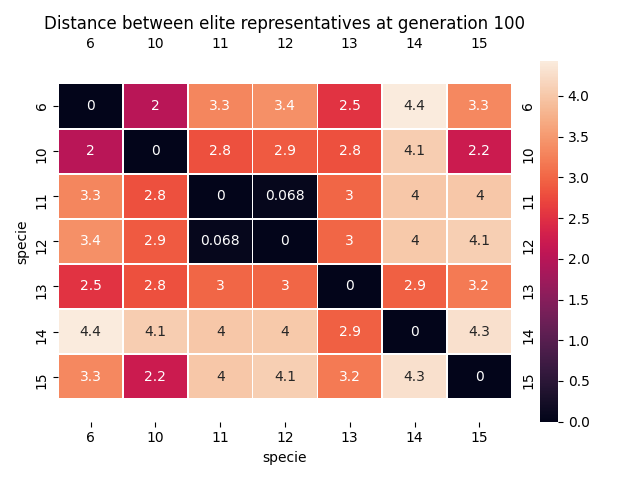 Distance between elite representatives at generation 100
6 10 11 12 13 14 15
6 0 2 3.3 3.4 2.5 4.4 3.3 6
10 2 0 2.8 2.9 2.8 4.1 2.2 10
11 3.3 2.8 0 0.068 3 4 4 11
12 3.4 2.9 0.068 0 3 4 4.1 12
13 2.5 2.8 3 3 0 2.9 3.2 13
14 4.4 4.1 4 4 2.9 0 4.3 14
15 3.3 2.2 4 4.1 3.2 4.3 0 15
6 10 11 12 13 14 15
specie
specie
4.0
3.5
3.0
2.5
2.0
1.5
1.0
0.5
0.0